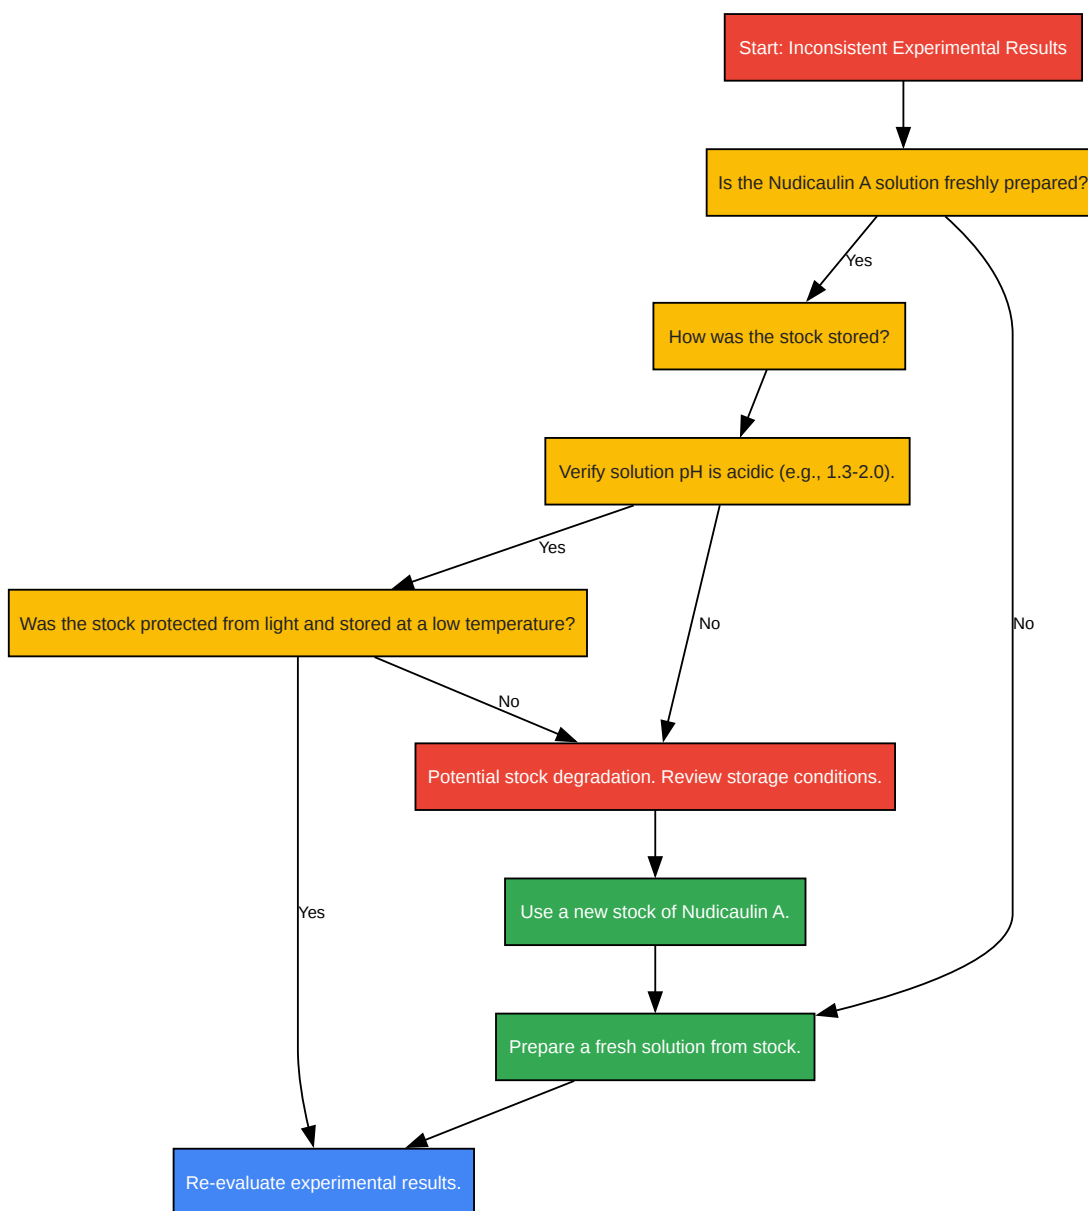 Start: Inconsistent Experimental Results
Is the Nudicaulin A solution freshly prepared?
Yes
How was the stock stored?
Verify solution pH is acidic (e.g., 1.3-2.0).
Yes
Was the stock protected from light and stored at a low temperature?
No
No
No
Potential stock degradation. Review storage conditions.
Use a new stock of Nudicaulin A.
Yes
Prepare a fresh solution from stock.
Re-evaluate experimental results.